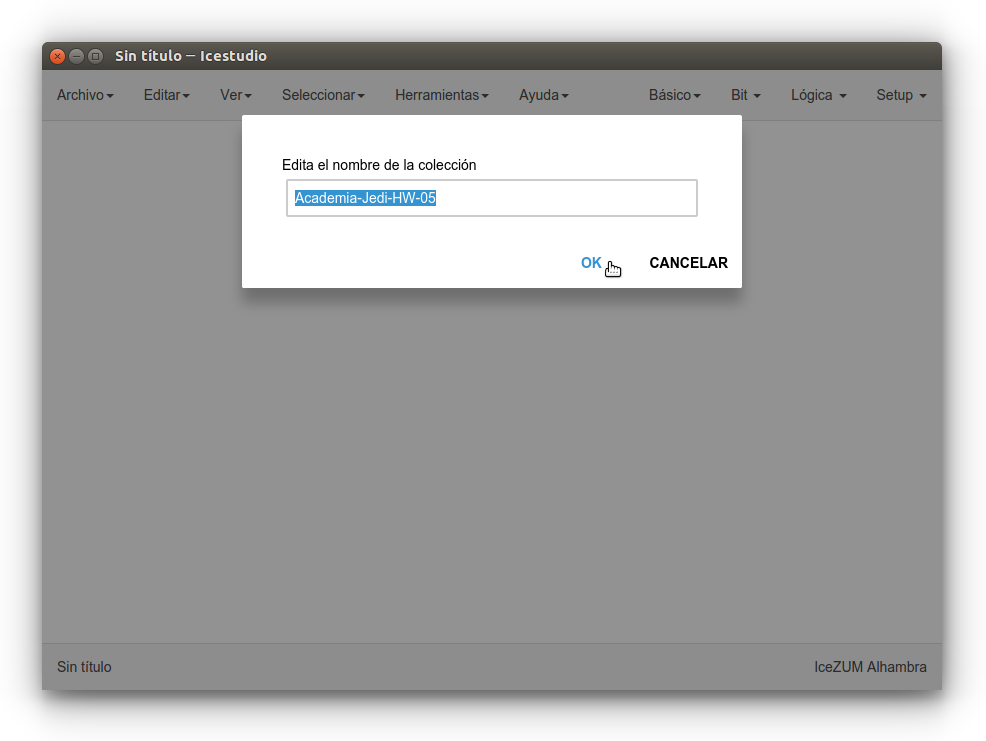 Sin título — Icestudio
Archivo Editar Ver Seleccionar Herramientas Ayuda Básico Bit Lógica Setup
Edita el nombre de la colección
Academia-Jedi-HW-05
OK CANCELAR
Sin título IceZUM Alhambra